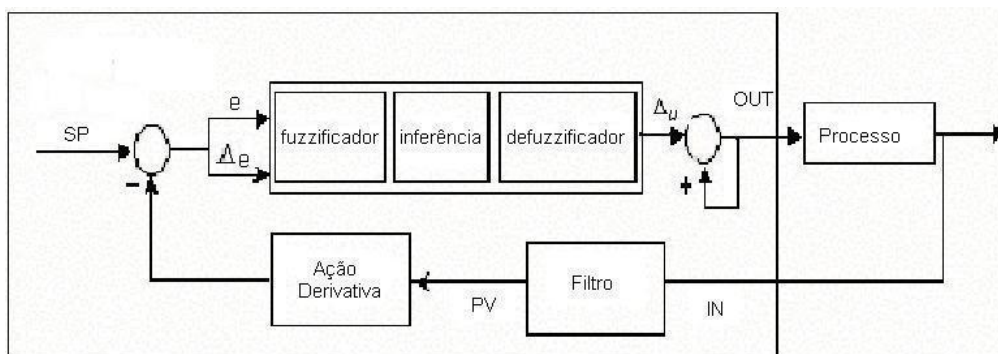 SP
-
e
Δe
fuzzificador
inferência
defuzzificador
Δu
+
OUT
Processo
Ação
Derivativa
PV
Filtro
IN